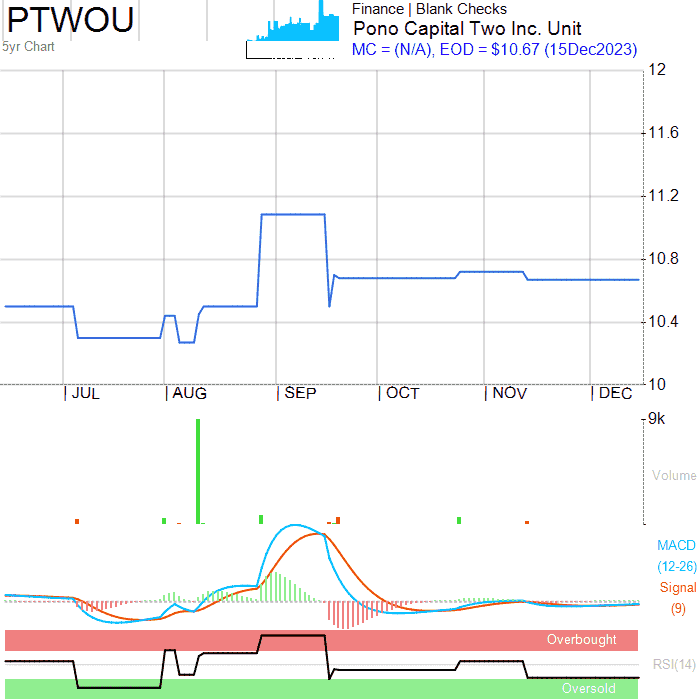 PTWOU
5yr Chart
Finance | Blank Checks
Pono Capital Two Inc. Unit
MC = (N/A), EOD = $10.67 (15Dec2023)
12
11.6
11.2
10.8
10.4
10
JUL AUG SEP OCT NOV DEC
9k
Volume
MACD
(12-26)
Signal
(9)
Overbought
RSI(14)
Oversold